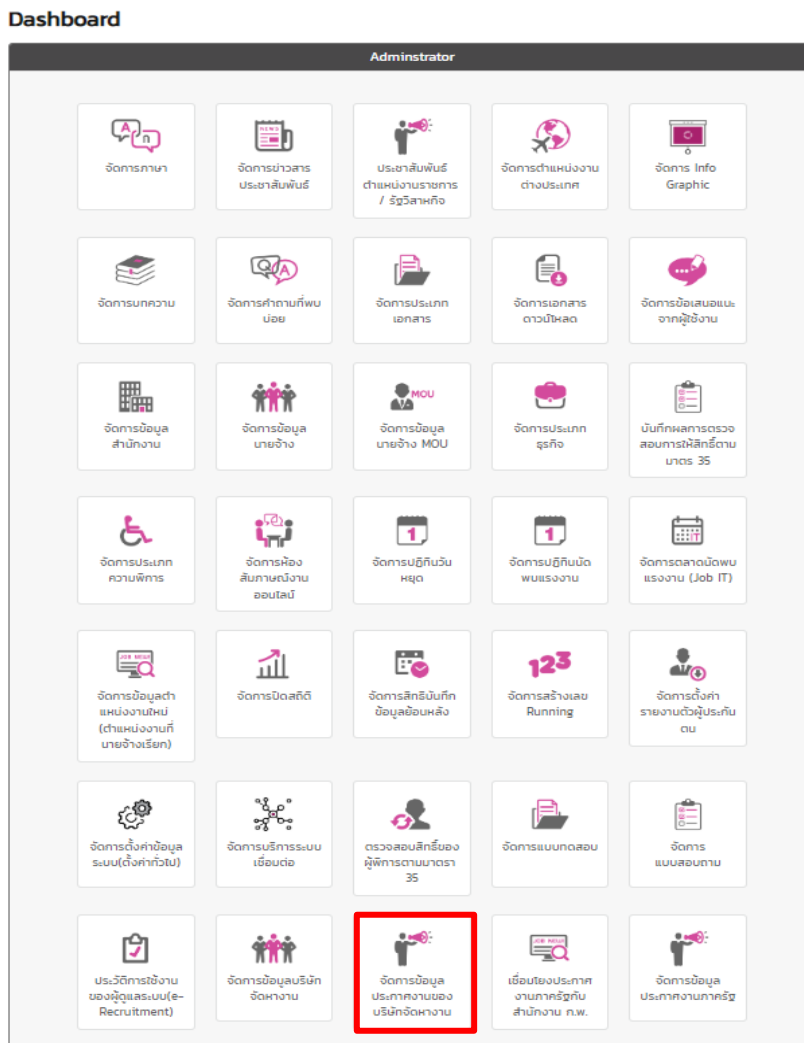 Dashboard
Adminstrator
จัดการภาษา
จัดการข่าวสาร
ประชาสัมพันธ์
ประชาสัมพันธ์
ตำแหน่งานราชการ
/ รัฐวิสาหกิจ
จัดการตำแหน่งงาน
ต่างประเทศ
จัดการ Info
Graphic
จัดการบทความ
จัดการคำถามที่พบ
บ่อย
จัดการประเภท
เอกสาร
จัดการเอกสาร
ดาวน์โหลด
จัดการข้อเสนอแนะ
จากผู้ใช้งาน
จัดการข้อมูล
สำนักงาน
จัดการข้อมูล
นายจ้าง
MOU
จัดการข้อมูล
นายจ้าง MOU
จัดการประเภท
ธุรกิจ
บันทึกผลการตรวจ
สอบการให้สิทธิ์ตาม
มาตร 35
จัดการประเภท
ความพิการ
จัดการห้อง
สัมภาษณ์งาน
ออนไลน์
1
จัดการปฏิทินวัน
หยุด
1
จัดการปฏิทินนัด
พบแรงงาน
IT
จัดการตลาดนัดพบ
แรงงาน (Job IT)
จัดการข้อมูลตำ
แหน่งงานใหม่
(ตำแหน่งงานที่
นายจ้างเรียก)
จัดการปิดสถิติ
จัดการสิทธิบันทึก
ข้อมูลย้อนหลัง
123
จัดการสร้างเลข
Running
จัดการตั้งค่า
รายงานตัวผู้ประกัน
ตน
จัดการตั้งค่าข้อมูล
ระบบ(ตั้งค่าทั่วไป)
จัดการบริการระบบ
เชื่อมต่อ
ตรวจสอบสิทธิ์ของ
ผู้พิการตามมาตรา
35
จัดการแบบทดสอบ
จัดการ
แบบสอบถาม
ประวัติการใช้งาน
ของผู้ดูแลระบบ(e-
Recruitment)
จัดการข้อมูลบริษัท
จัดหางาน
จัดการข้อมูล
ประกาศงานของ
บริษัทจัดหางาน
เชื่อมโยงประกาศ
งานภาครัฐกับ
สำนักงาน ก.พ.
จัดการข้อมูล
ประกาศงานภาครัฐ